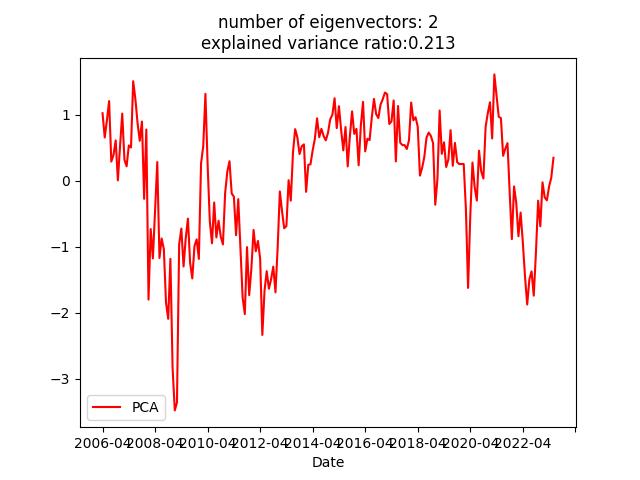 number of eigenvectors: 2
explained variance ratio:0.213
1
0
−1
−2
−3
PCA
2006-04 2008-04 2010-04 2012-04 2014-04 2016-04 2018-04 2020-04 2022-04
Date